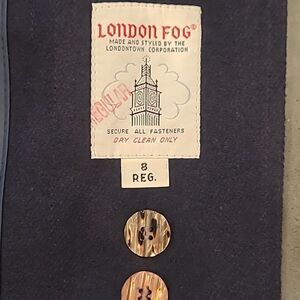 LONDON FOG®
MADE AND STYLED BY THE
LONDONTOWN CORPORATION
REGULAR
SECURE ALL FASTENERS
DRY CLEAN ONLY
8
REG.